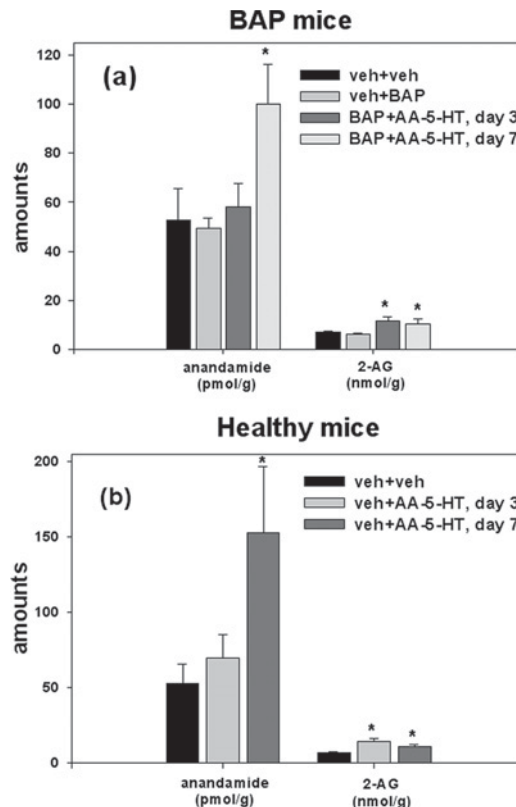 BAP mice
(a)
*
veh+veh
veh+BAP
BAP+AA-5-HT, day 3
BAP+AA-5-HT, day 7
120
100
80
60
40
20
0
amounts
* *
anandamide
(pmol/g)
2-AG
(nmol/g)
Healthy mice
(b)
*
veh+veh
veh+AA-5-HT, day 3
veh+AA-5-HT, day 7
200
150
100
50
0
amounts
* *
anandamide
(pmol/g)
2-AG
(nmol/g)